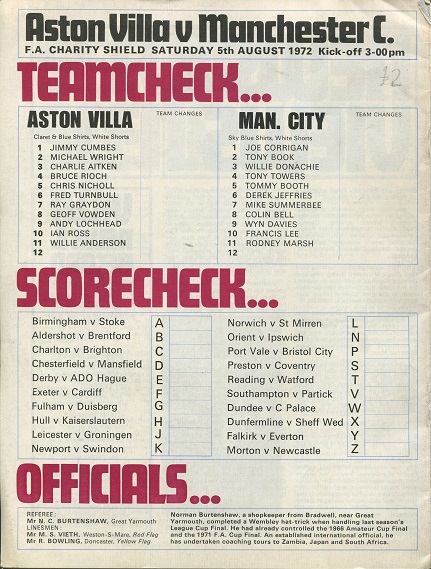 Aston Villa v Manchester C.
F.A. CHARITY SHIELD SATURDAY 5th AUGUST 1972 Kick-off 3-00pm
£2
TEAMCHECK...
ASTON VILLA
TEAM CHANGES
Claret & Blue Shirts, White Shorts
1 JIMMY CUMBES
2 MICHAEL WRIGHT
3 CHARLIE AITKEN
4 BRUCE RIOCH
5 CHRIS NICHOLL
6 FRED TURNBULL
7 RAY GRAYDON
8 GEOFF VOWDEN
9 ANDY LOCHHEAD
10 IAN ROSS
11 WILLIE ANDERSON
12
MAN. CITY
TEAM CHANGES
Sky Blue Shirts, White Shorts
1 JOE CORRIGAN
2 TONY BOOK
3 WILLIE DONACHIE
4 TONY TOWERS
5 TOMMY BOOTH
6 DEREK JEFFRIES
7 MIKE SUMMERBEE
8 COLIN BELL
9 WYN DAVIES
10 FRANCIS LEE
11 RODNEY MARSH
12
SCORECHECK...
Birmingham v Stoke A
Aldershot v Brentford B
Charlton v Brighton C
Chesterfield v Mansfield D
Derby v ADO Hague E
Exeter v Cardiff F
Fulham v Duisberg G
Hull v Kaiserslautern H
Leicester v Groningen J
Newport v Swindon K
Norwich v St Mirren L
Orient v Ipswich N
Port Vale v Bristol City P
Preston v Coventry S
Reading v Watford T
Southampton v Partick V
Dundee v C Palace W
Dunfermline v Sheff Wed X
Falkirk v Everton Y
Morton v Newcastle Z
OFFICIALS...
REFEREE:
Mr N. C. BURTENSHAW, Great Yarmouth
LINESMEN:
Mr M. S. VIETH, Weston-S-Mare, Red Flag
Mr R. BOWLING, Doncaster, Yellow Flag
Norman Burtenshaw, a shopkeeper from Bradwell, near Great
Yarmouth, completed a Wembley hat-trick when handling last season's
League Cup Final. He had already controlled the 1966 Amateur Cup Final
and the 1971 F.A. Cup Final. An established international official, he
has undertaken coaching tours to Zambia, Japan and South Africa.